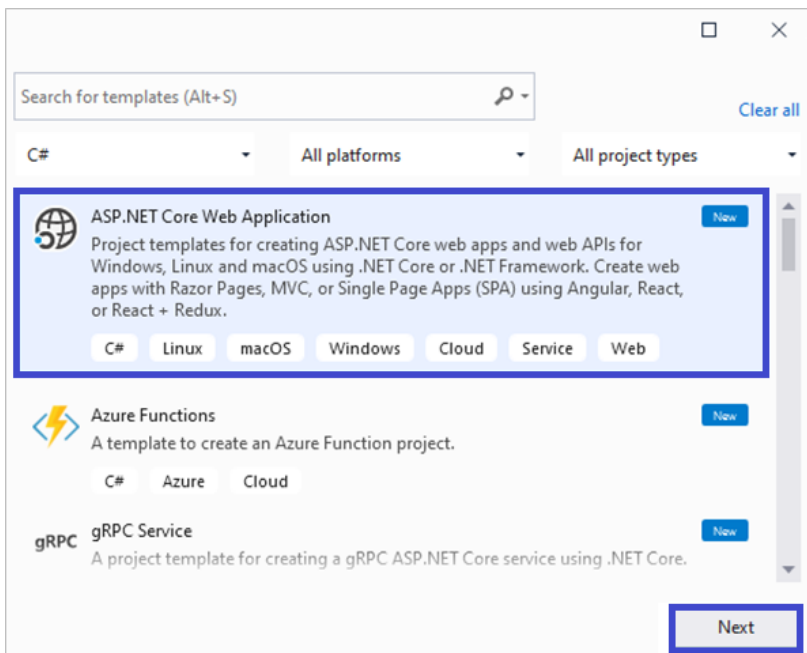 Search for templates (Alt+S)
Clear all
C#
All platforms
All project types
ASP.NET Core Web Application
New
Project templates for creating ASP.NET Core web apps and web APIs for
Windows, Linux and macOS using .NET Core or .NET Framework. Create web
apps with Razor Pages, MVC, or Single Page Apps (SPA) using Angular, React,
or React + Redux.
C# Linux macOS Windows Cloud Service Web
Azure Functions
New
A template to create an Azure Function project.
C# Azure Cloud
gRPC
gRPC Service
New
A project template for creating a gRPC ASP.NET Core service using .NET Core.
Next